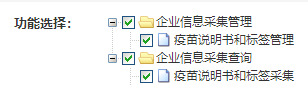 功能选择： 企业信息采集管理
疫苗说明书和标签管理
企业信息采集查询
疫苗说明书和标签采集